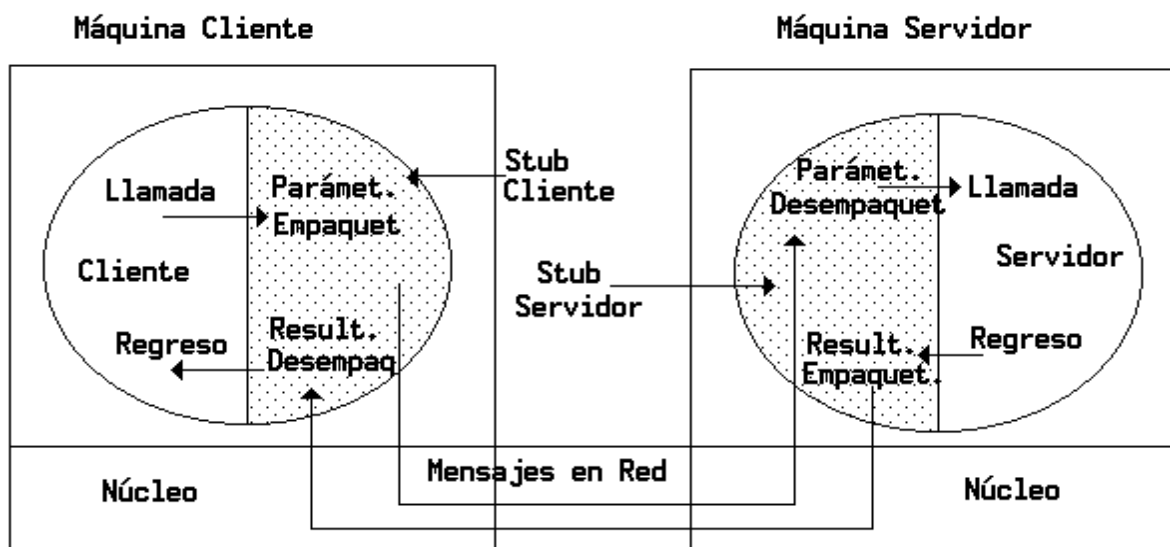 Máquina Cliente
Máquina Servidor
Llamada
Parámet.
Empaquet
Cliente
Regreso
Result.
Desempaq
Stub
Cliente
Stub
Servidor
Parámet.
Desempaquet
Llamada
Servidor
Result.
Empaquet.
Regreso
Núcleo
Mensajes en Red
Núcleo